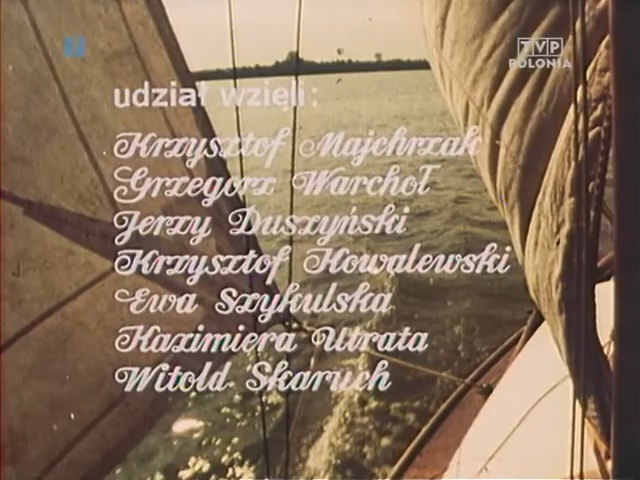 TVP
POLONIA
udział wzięli:
Krzysztof Majchrzak
Grzegorz Warchoł
Jerzy Duszyński
Krzysztof Kowalewski
Ewa Szykulska
Kazimiera Utrata
Witold Skaruch